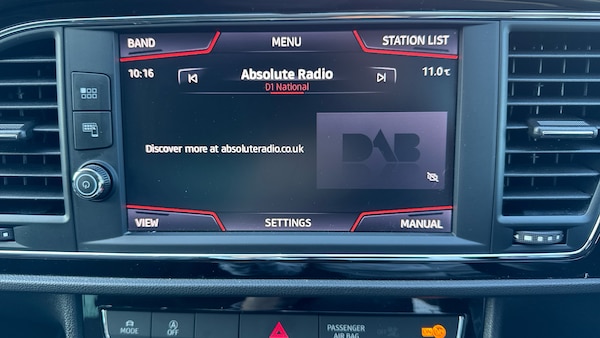 BAND
MENU
STATION LIST
10:16
Absolute Radio
11.0°C
D1 National
Discover more at absoluteradio.co.uk
DAB
VIEW
SETTINGS
MANUAL
MODE
A OFF
PASSENGER
AIR BAG